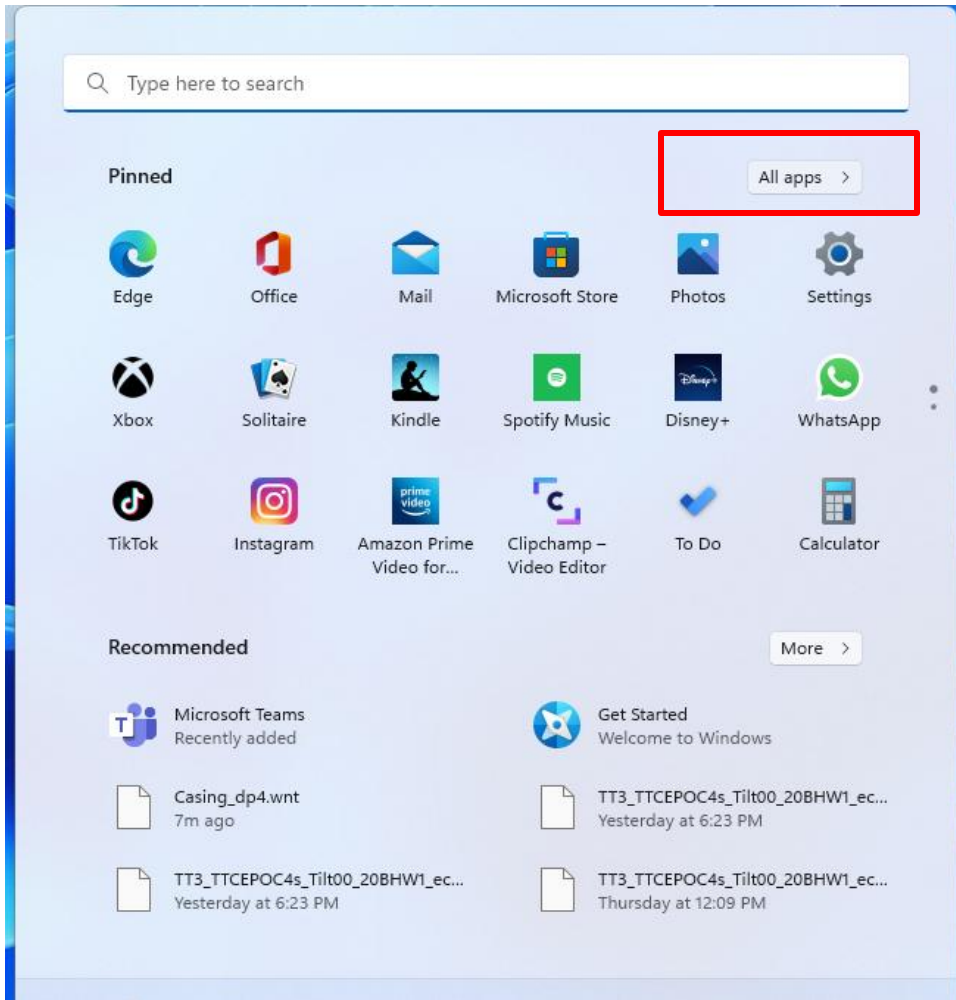 Type here to search
Pinned
All apps
Edge
Office
Mail
Microsoft Store
Photos
Settings
Xbox
Solitaire
Kindle
Disney+
Spotify Music
Disney+
WhatsApp
prime
video
TikTok
Instagram
Amazon Prime
Video for...
Clipchamp –
Video Editor
To Do
Calculator
Recommended
More
T
Microsoft Teams
Recently added
Get Started
Welcome to Windows
Casing_dp4.wnt
7m ago
TT3_TTCEPOC4s_Tilt00_20BHW1_ec...
Yesterday at 6:23 PM
TT3_TTCEPOC4s_Tilt00_20BHW1_ec...
Yesterday at 6:23 PM
TT3_TTCEPOC4s_Tilt00_20BHW1_ec...
Thursday at 12:09 PM